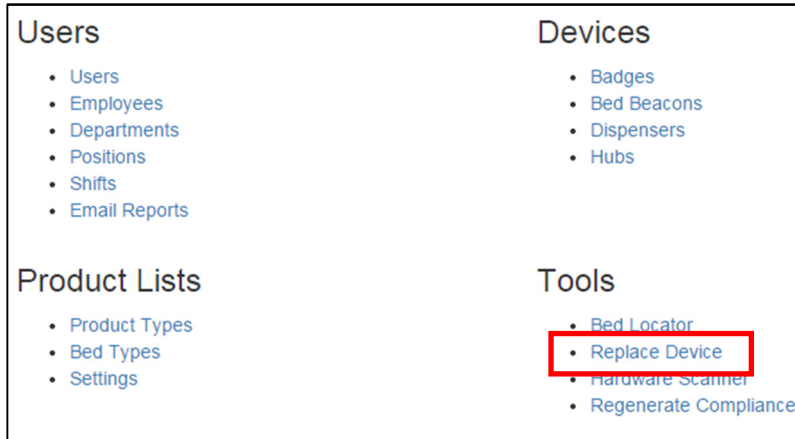 Users
Users
Employees
Departments
Positions
Shifts
Email Reports
Devices
Badges
Bed Beacons
Dispensers
Hubs
Product Lists
Product Types
Bed Types
Settings
Tools
Bed Locator
Replace Device
Hardware Scanner
Regenerate Compliance